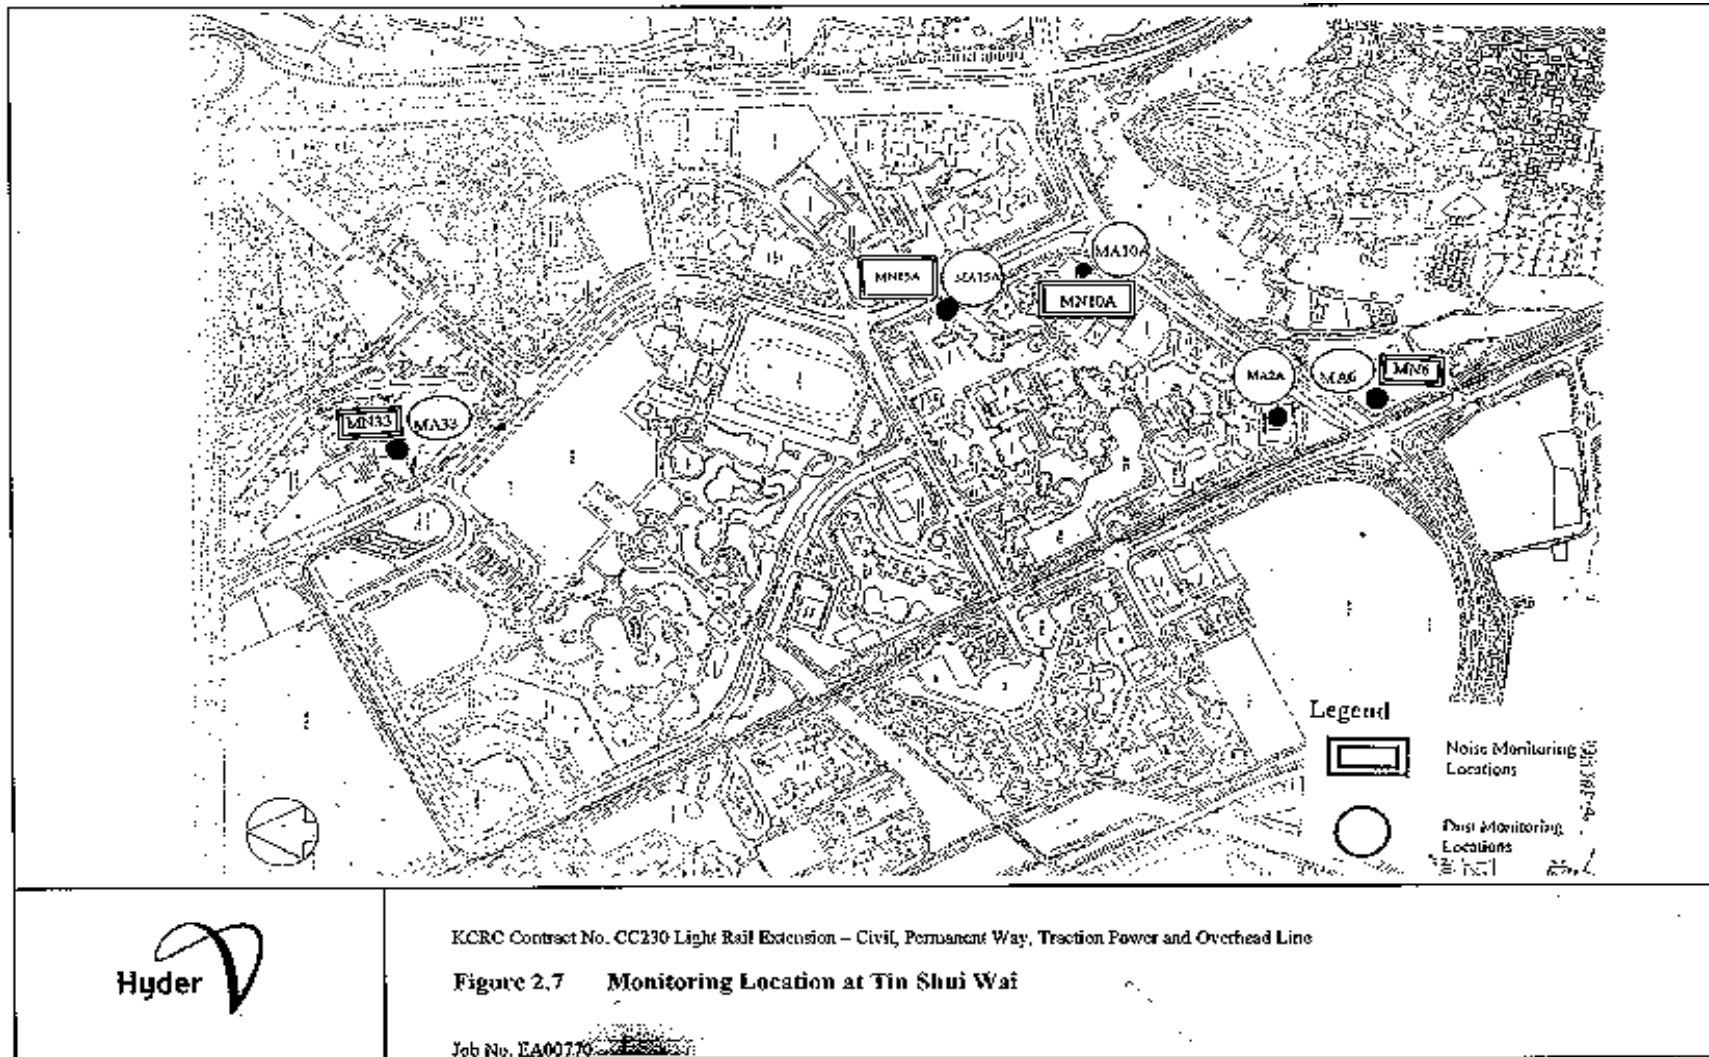 MA10A
MN15A
MA15A
MN10A
MA2A
MA6
MN6
MN33
MA33
Legend
Noise Monitoring
Locations
Dust Monitoring
Locations
Hyder
KCRC Contract No. CC230 Light Rail Extension – Civil, Permanent Way, Traction Power and Overhead Line
Figure 2.7 Monitoring Location at Tin Shui Wai
Job No. EA00770